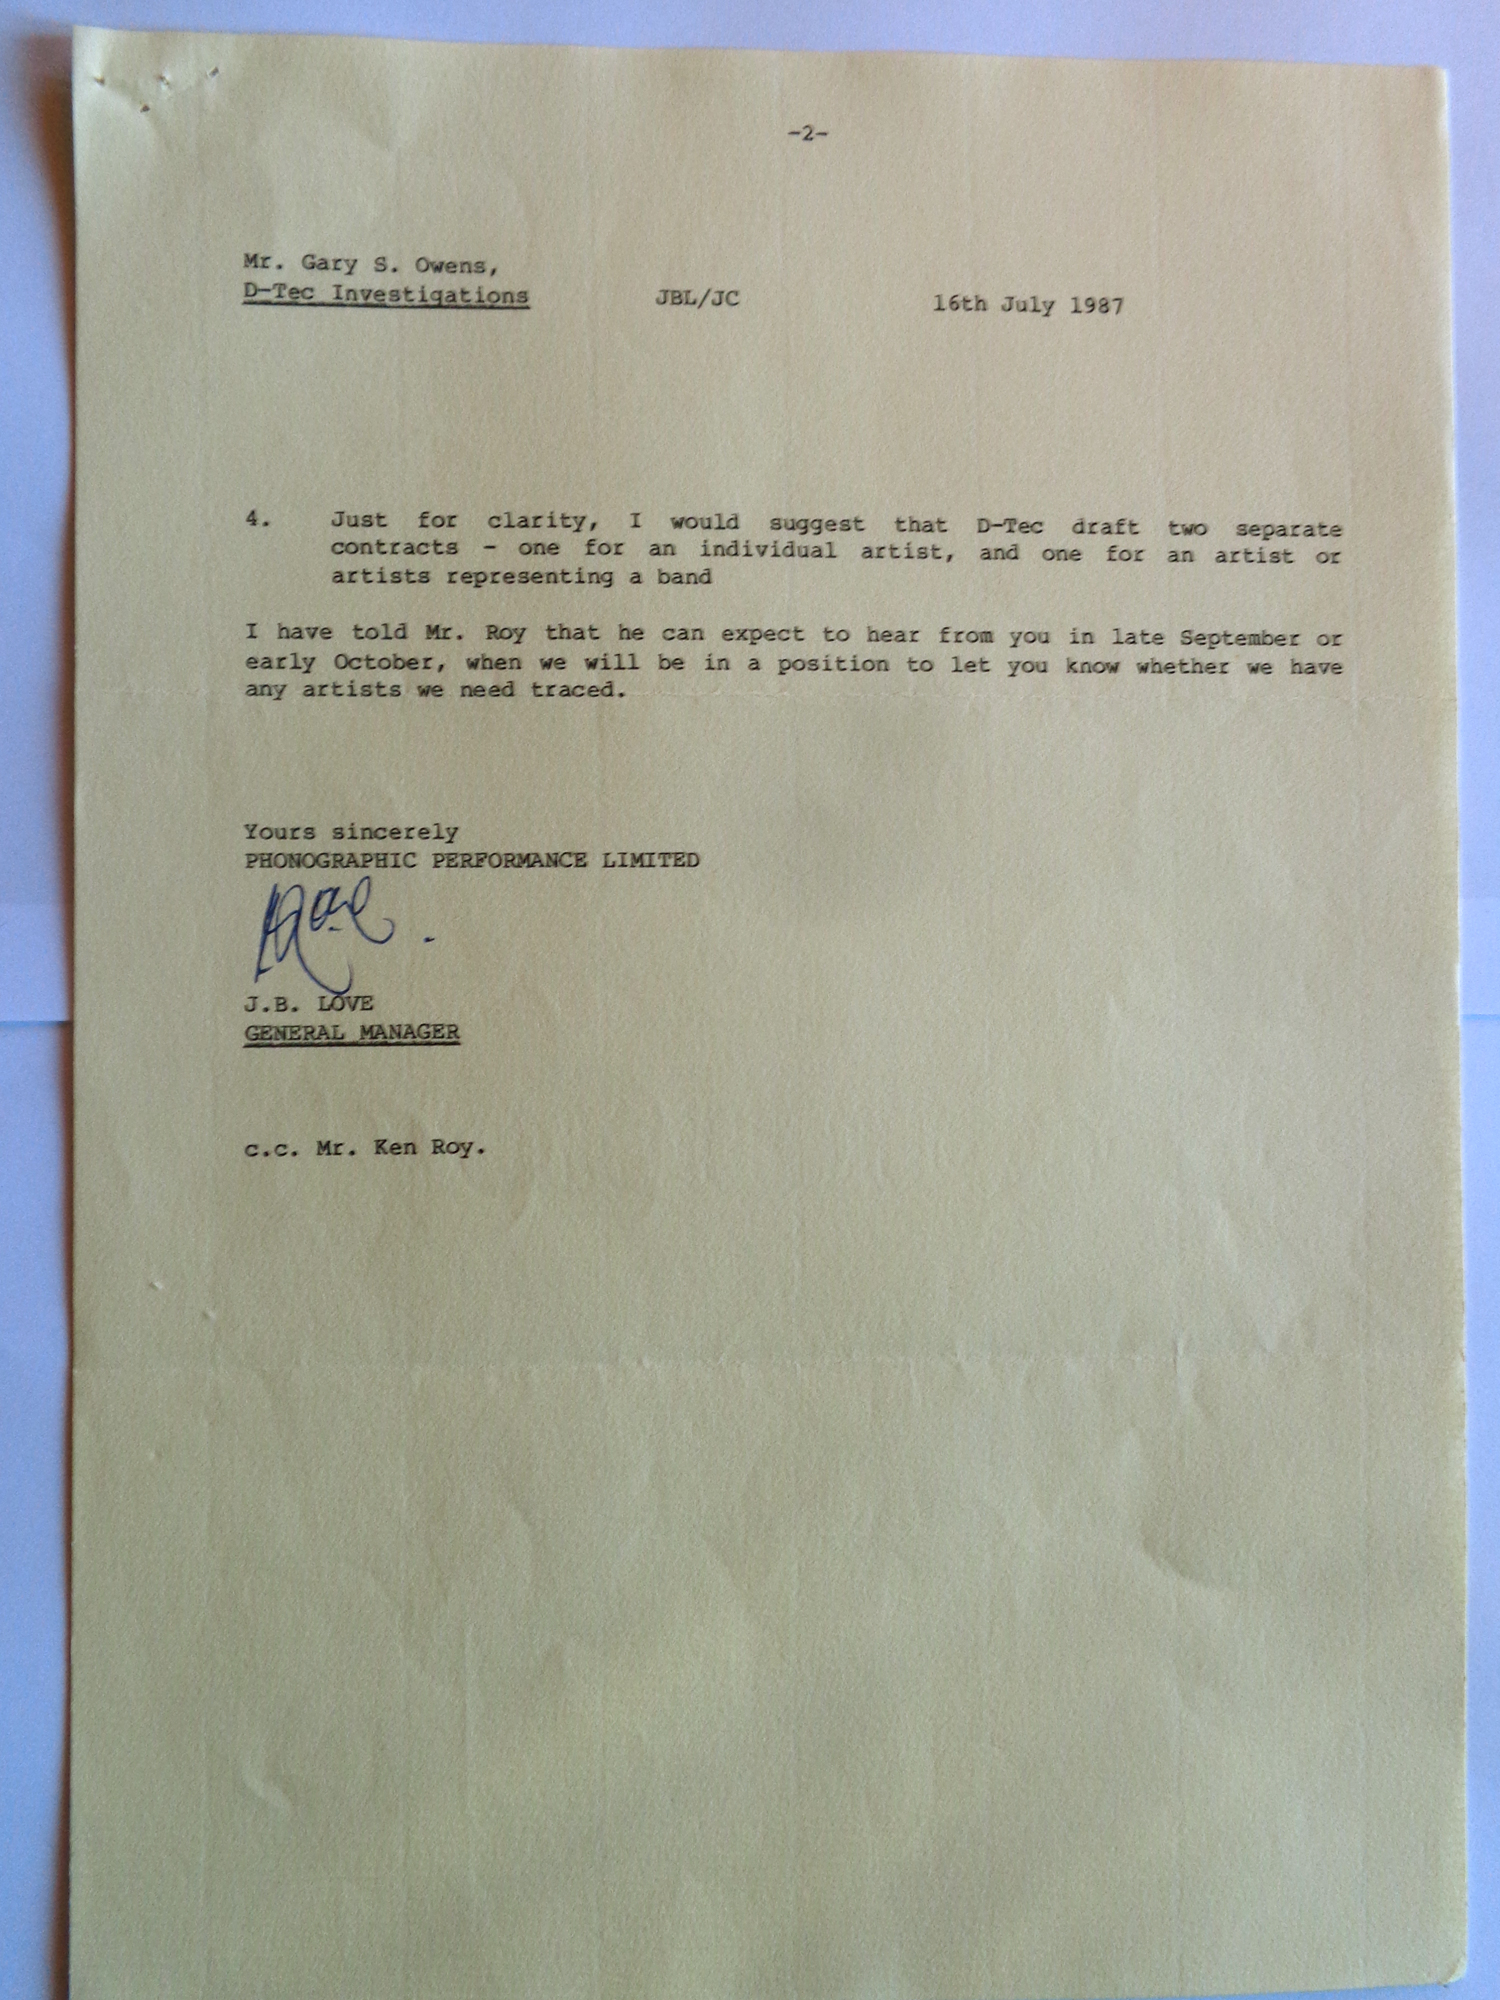 -2-
Mr. Gary S. Owens,
D-Tec Investigations JBL/JC 16th July 1987
4. Just for clarity, I would suggest that D-Tec draft two separate
contracts - one for an individual artist, and one for an artist or
artists representing a band
I have told Mr. Roy that he can expect to hear from you in late September or
early October, when we will be in a position to let you know whether we have
any artists we need traced.
Yours sincerely
PHONOGRAPHIC PERFORMANCE LIMITED
J.B. LOVE
GENERAL MANAGER
c.c. Mr. Ken Roy.